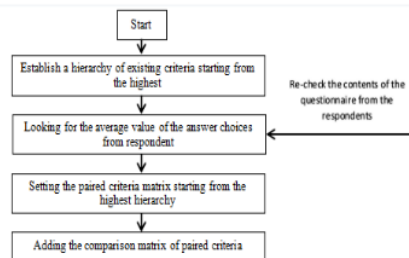 Start
Establish a hierarchy of existing criteria starting from
the highest
Re-check the contents of the
questionnaire from the
respondents
Looking for the average value of the answer choices
from respondent
Setting the paired criteria matrix starting from the
highest hierarchy
Adding the comparison matrix of paired criteria